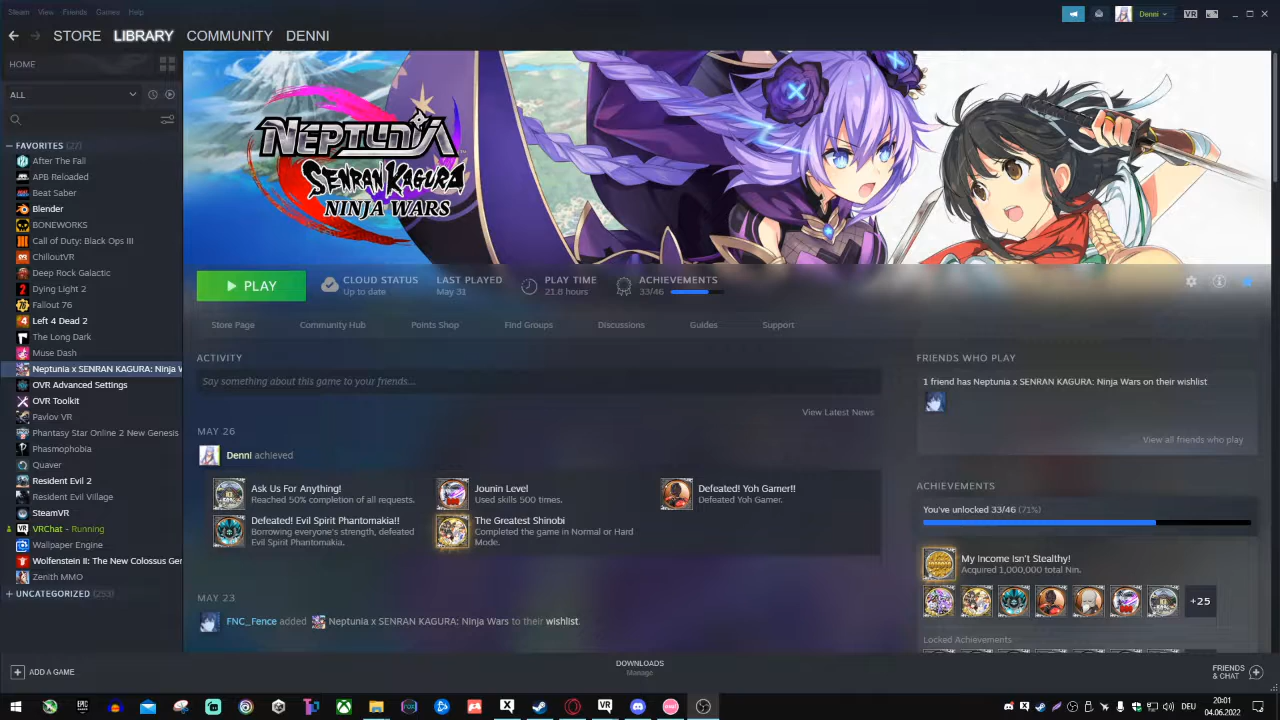 Steam View Friends Games Help
Denni
STORE LIBRARY COMMUNITY DENNI
HOME
ALL
FAVORITES (27)
After The Fall
APB Reloaded
Beat Saber
Blender
BONEWORKS
Call of Duty: Black Ops III
ChilloutVR
Deep Rock Galactic
Dying Light 2
Fallout 76
Left 4 Dead 2
The Long Dark
Muse Dash
Neptunia x SENRAN KAGURA: Ninja W
OVR Advanced Settings
OVR Toolkit
Pavlov VR
Phantasy Star Online 2 New Genesis
Phasmophobia
Quaver
Resident Evil 2
Resident Evil Village
SteamVR
VRChat - Running
Wallpaper Engine
Wolfenstein II: The New Colossus Ger
Zenith MMO
UNCATEGORIZED (253)
NEPTUNIA
SENRAN KAGURA
NINJA WARS
PLAY
CLOUD STATUS
Up to date
LAST PLAYED
May 31
PLAY TIME
21.8 hours
ACHIEVEMENTS
33/46
Store Page Community Hub Points Shop Find Groups Discussions Guides Support
ACTIVITY
Say something about this game to your friends...
View Latest News
MAY 26
Denni achieved
Ask Us For Anything!
Reached 50% completion of all requests.
Jounin Level
Used skills 500 times.
Defeated! Yoh Gamer!!
Defeated Yoh Gamer.
Defeated! Evil Spirit Phantomakia!!
Borrowing everyone's strength, defeated
Evil Spirit Phantomakia.
The Greatest Shinobi
Completed the game in Normal or Hard
Mode.
MAY 23
FNC_Fence added Neptunia x SENRAN KAGURA: Ninja Wars to their wishlist.
FRIENDS WHO PLAY
1 friend has Neptunia x SENRAN KAGURA: Ninja Wars on their wishlist
View all friends who play
ACHIEVEMENTS
You've unlocked 33/46 (71%)
My Income Isn't Stealthy!
Acquired 1,000,000 total Nin.
+25
Locked Achievements
ADD A GAME
DOWNLOADS
Manage
FRIENDS
& CHAT
DEU
20:01
04.06.2022